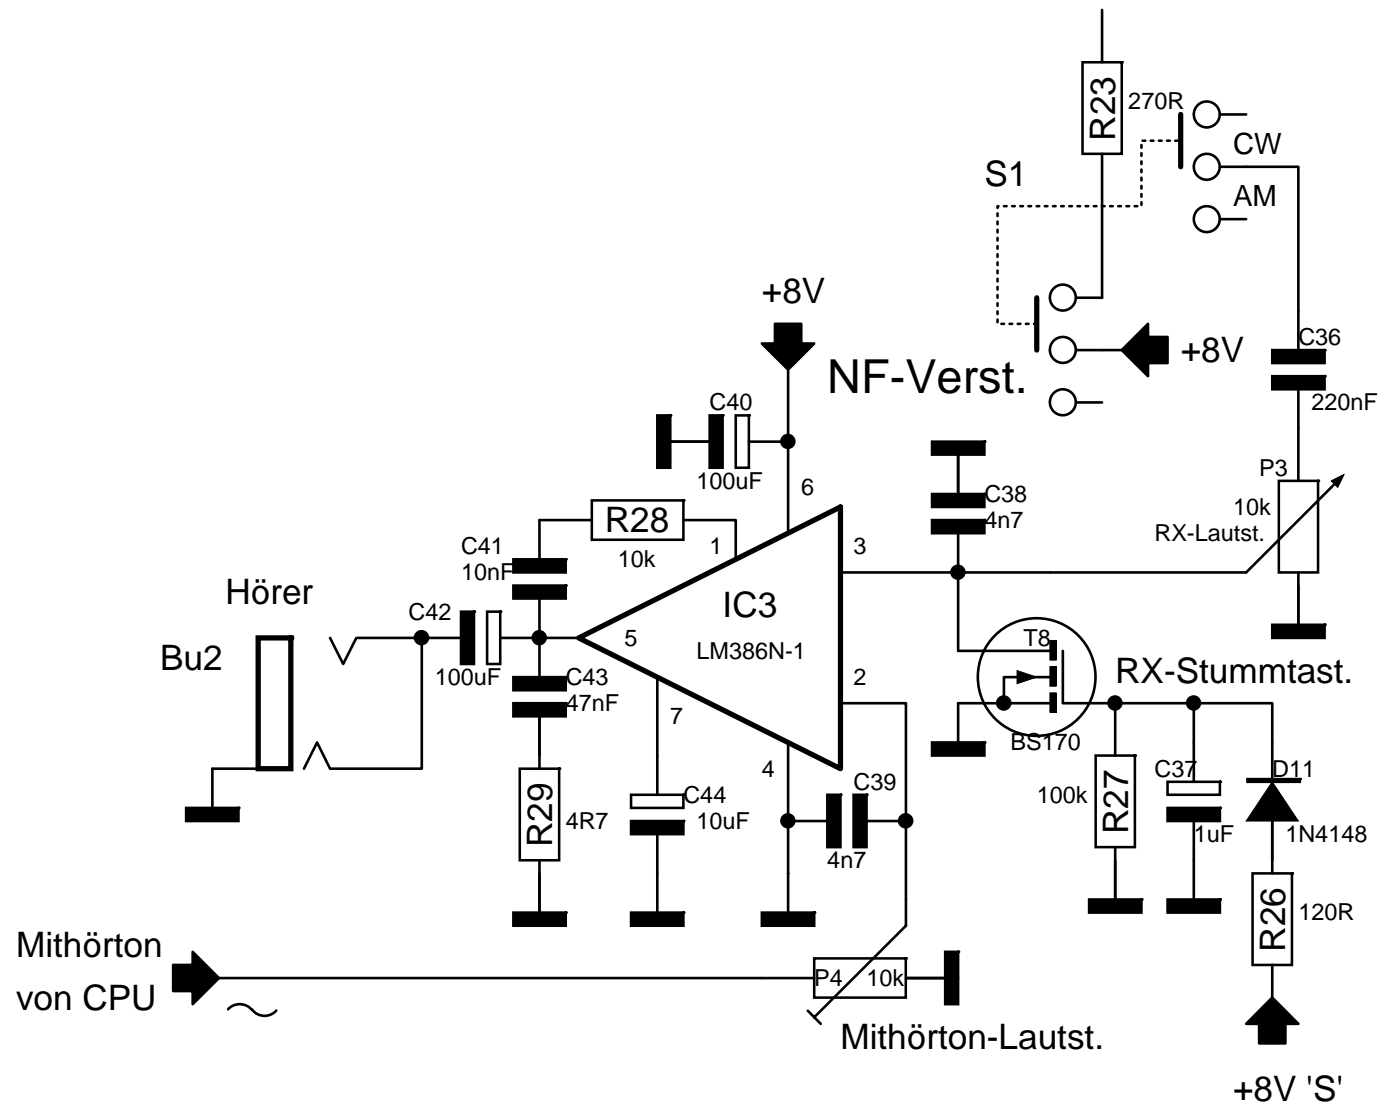 R23
270R
CW
S1
AM
+8V
+8V
C36
NF-Verst.
220nF
C40
100uF
6
P3
10k
RX-Lautst.
C38
4n7
R28
10k
1
3
C41
10nF
Hörer
IC3
LM386N-1
C42
5
T8
Bu2
100uF
C43
47nF
2
RX-Stummtast.
7
BS170
4
C39
C37
D11
C44
10uF
100k
R27
R29
4R7
4n7
1uF
1N4148
R26
120R
Mithörton
von CPU
P4
10k
Mithörton-Lautst.
+8V 'S'